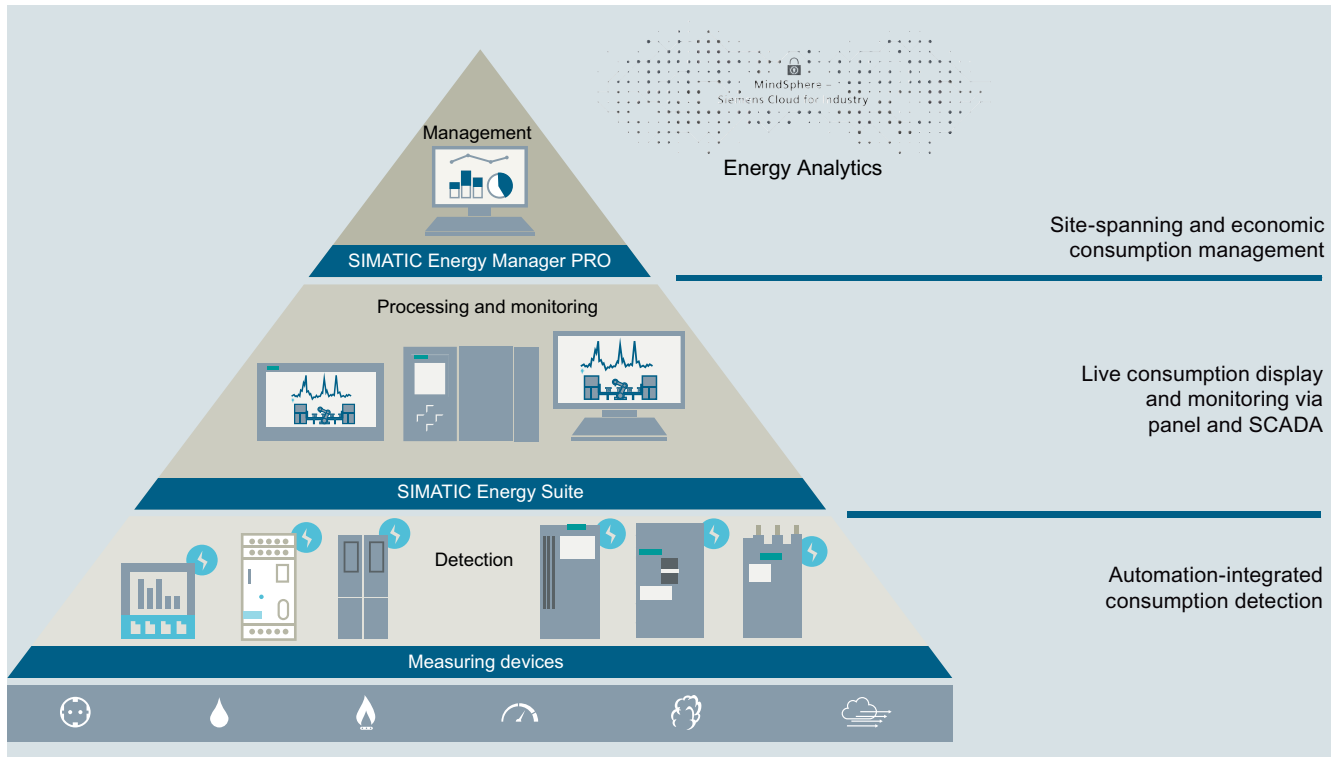 MindSphere –
Siemens Cloud for Industry
Energy Analytics
Management
SIMATIC Energy Manager PRO
Site-spanning and economic
consumption management
Processing and monitoring
Live consumption display
and monitoring via
panel and SCADA
SIMATIC Energy Suite
Detection
Automation-integrated
consumption detection
Measuring devices